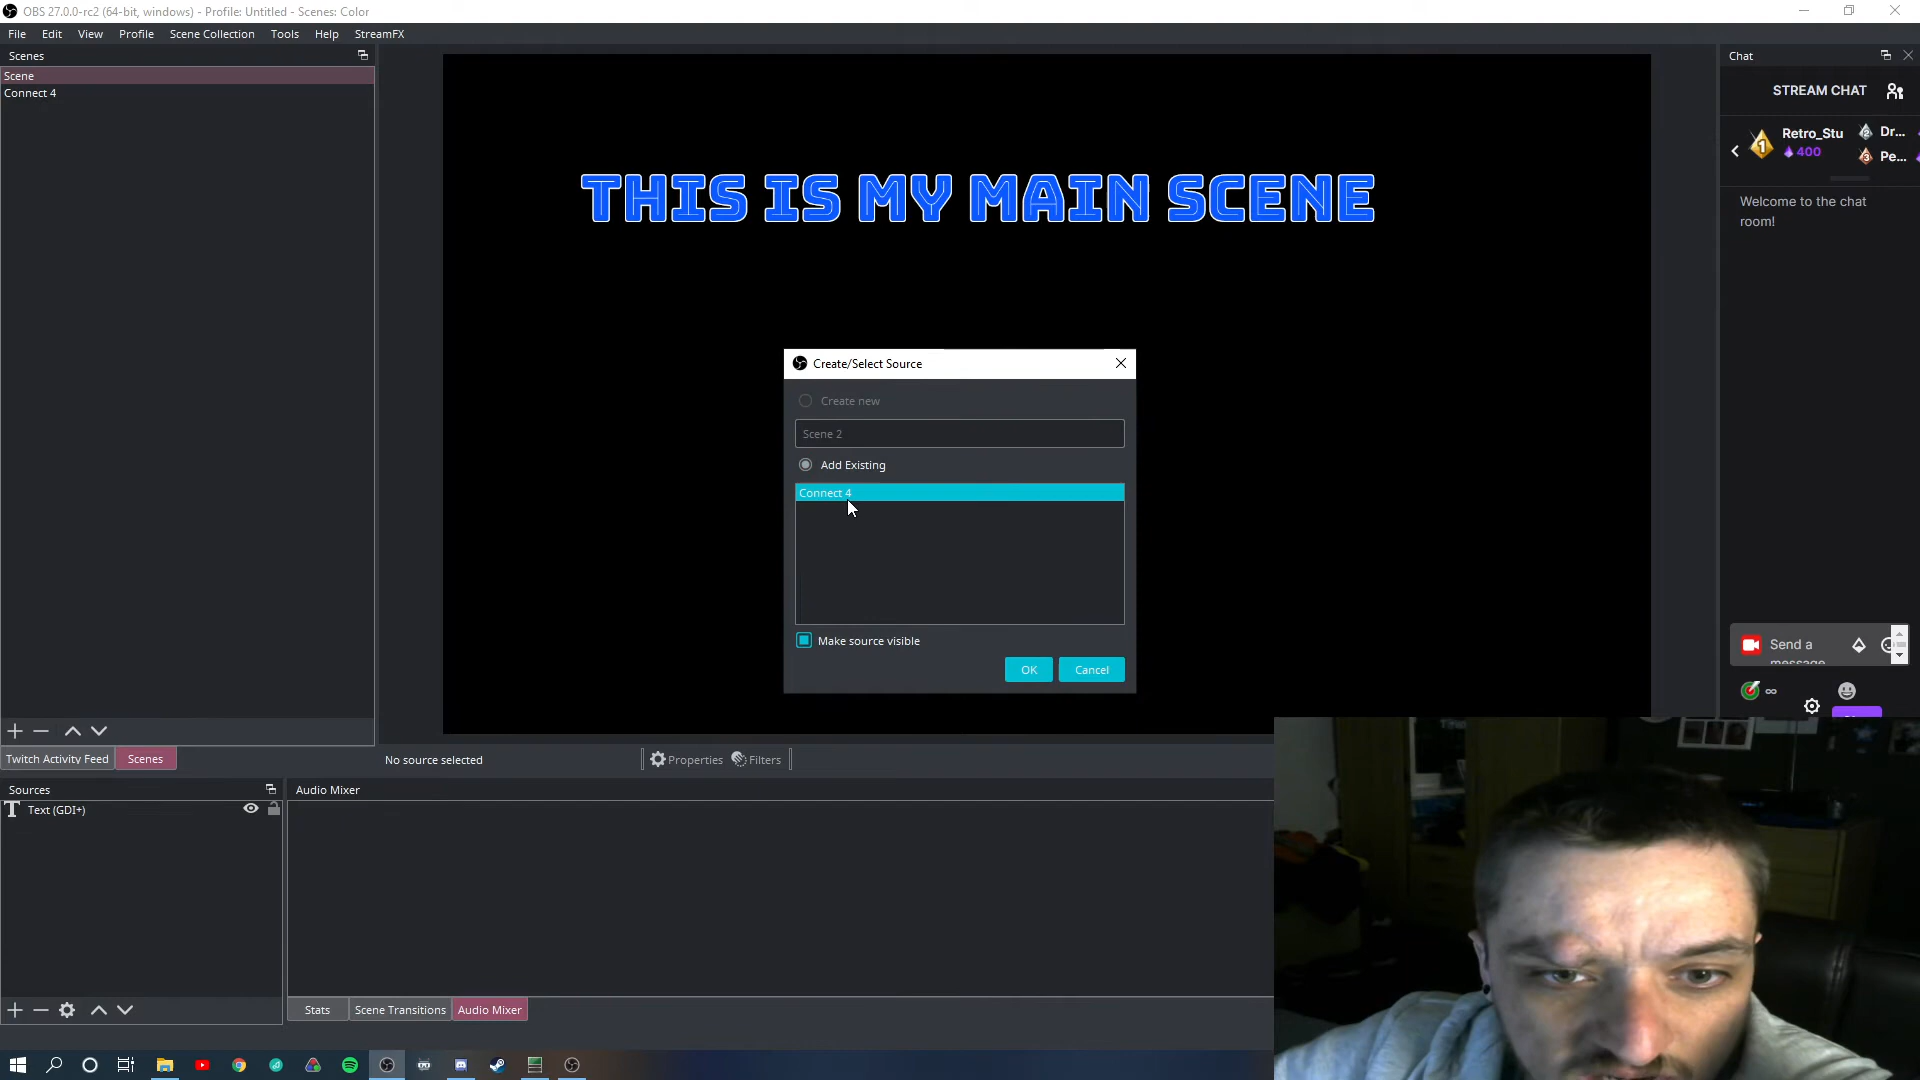 OBS 27.0.0-rc2 (64-bit, windows) - Profile: Untitled - Scenes: Color
File Edit View Profile Scene Collection Tools Help StreamFX
Scenes
Scene
Connect 4
THIS IS MY MAIN SCENE
Chat
STREAM CHAT
1 Retro_Stu 2 Dr...
400 3 Pe...
Welcome to the chat
room!
Create/Select Source
Create new
Scene 2
Add Existing
Connect 4
Make source visible
OK Cancel
Send a
message
∞
Twitch Activity Feed Scenes
No source selected Properties Filters
Sources
Text (GDI+)
Audio Mixer
Stats Scene Transitions Audio Mixer